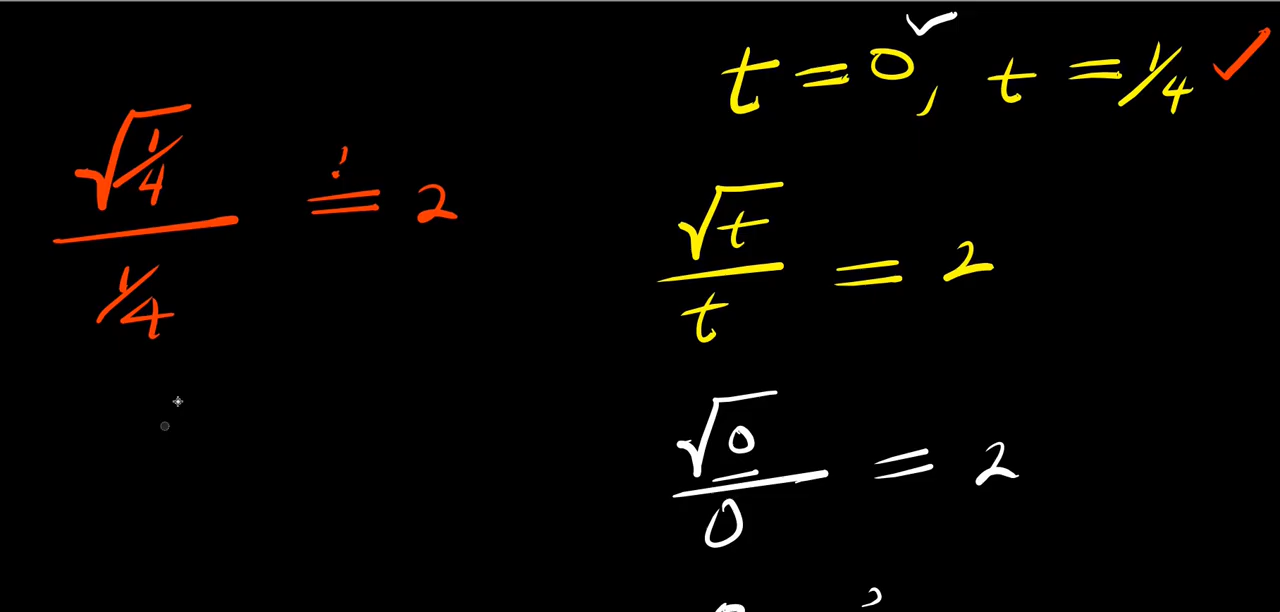 t = 0, t = 1/4
√t / t = 2
√0 / 0 = 2
√(1/4) / (1/4) ≟ 2